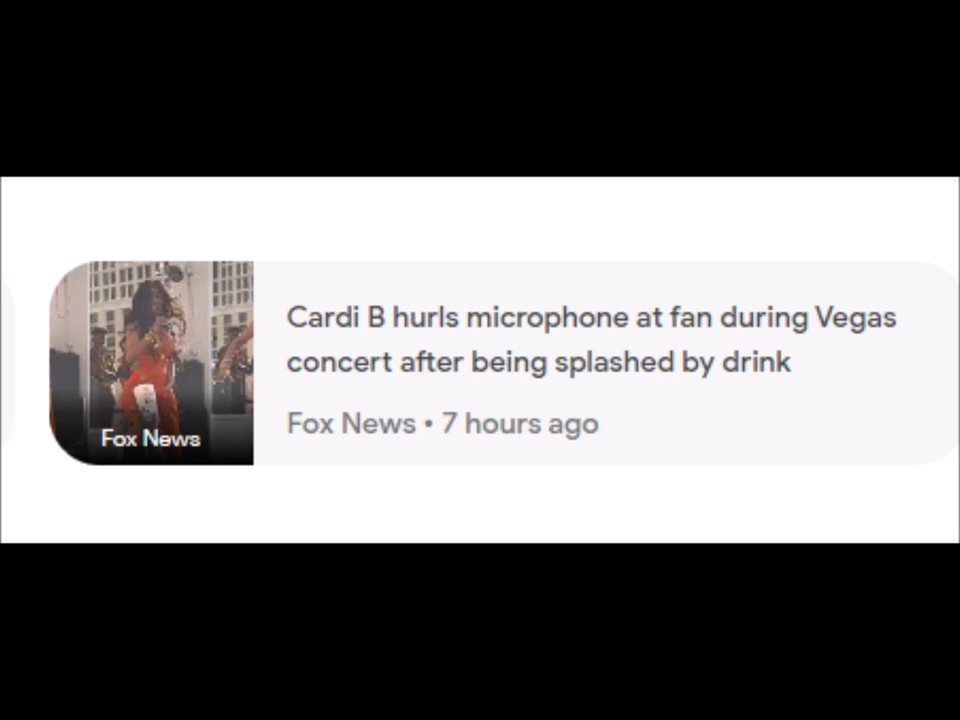 Cardi B hurls microphone at fan during Vegas
concert after being splashed by drink
Fox News • 7 hours ago
Fox News